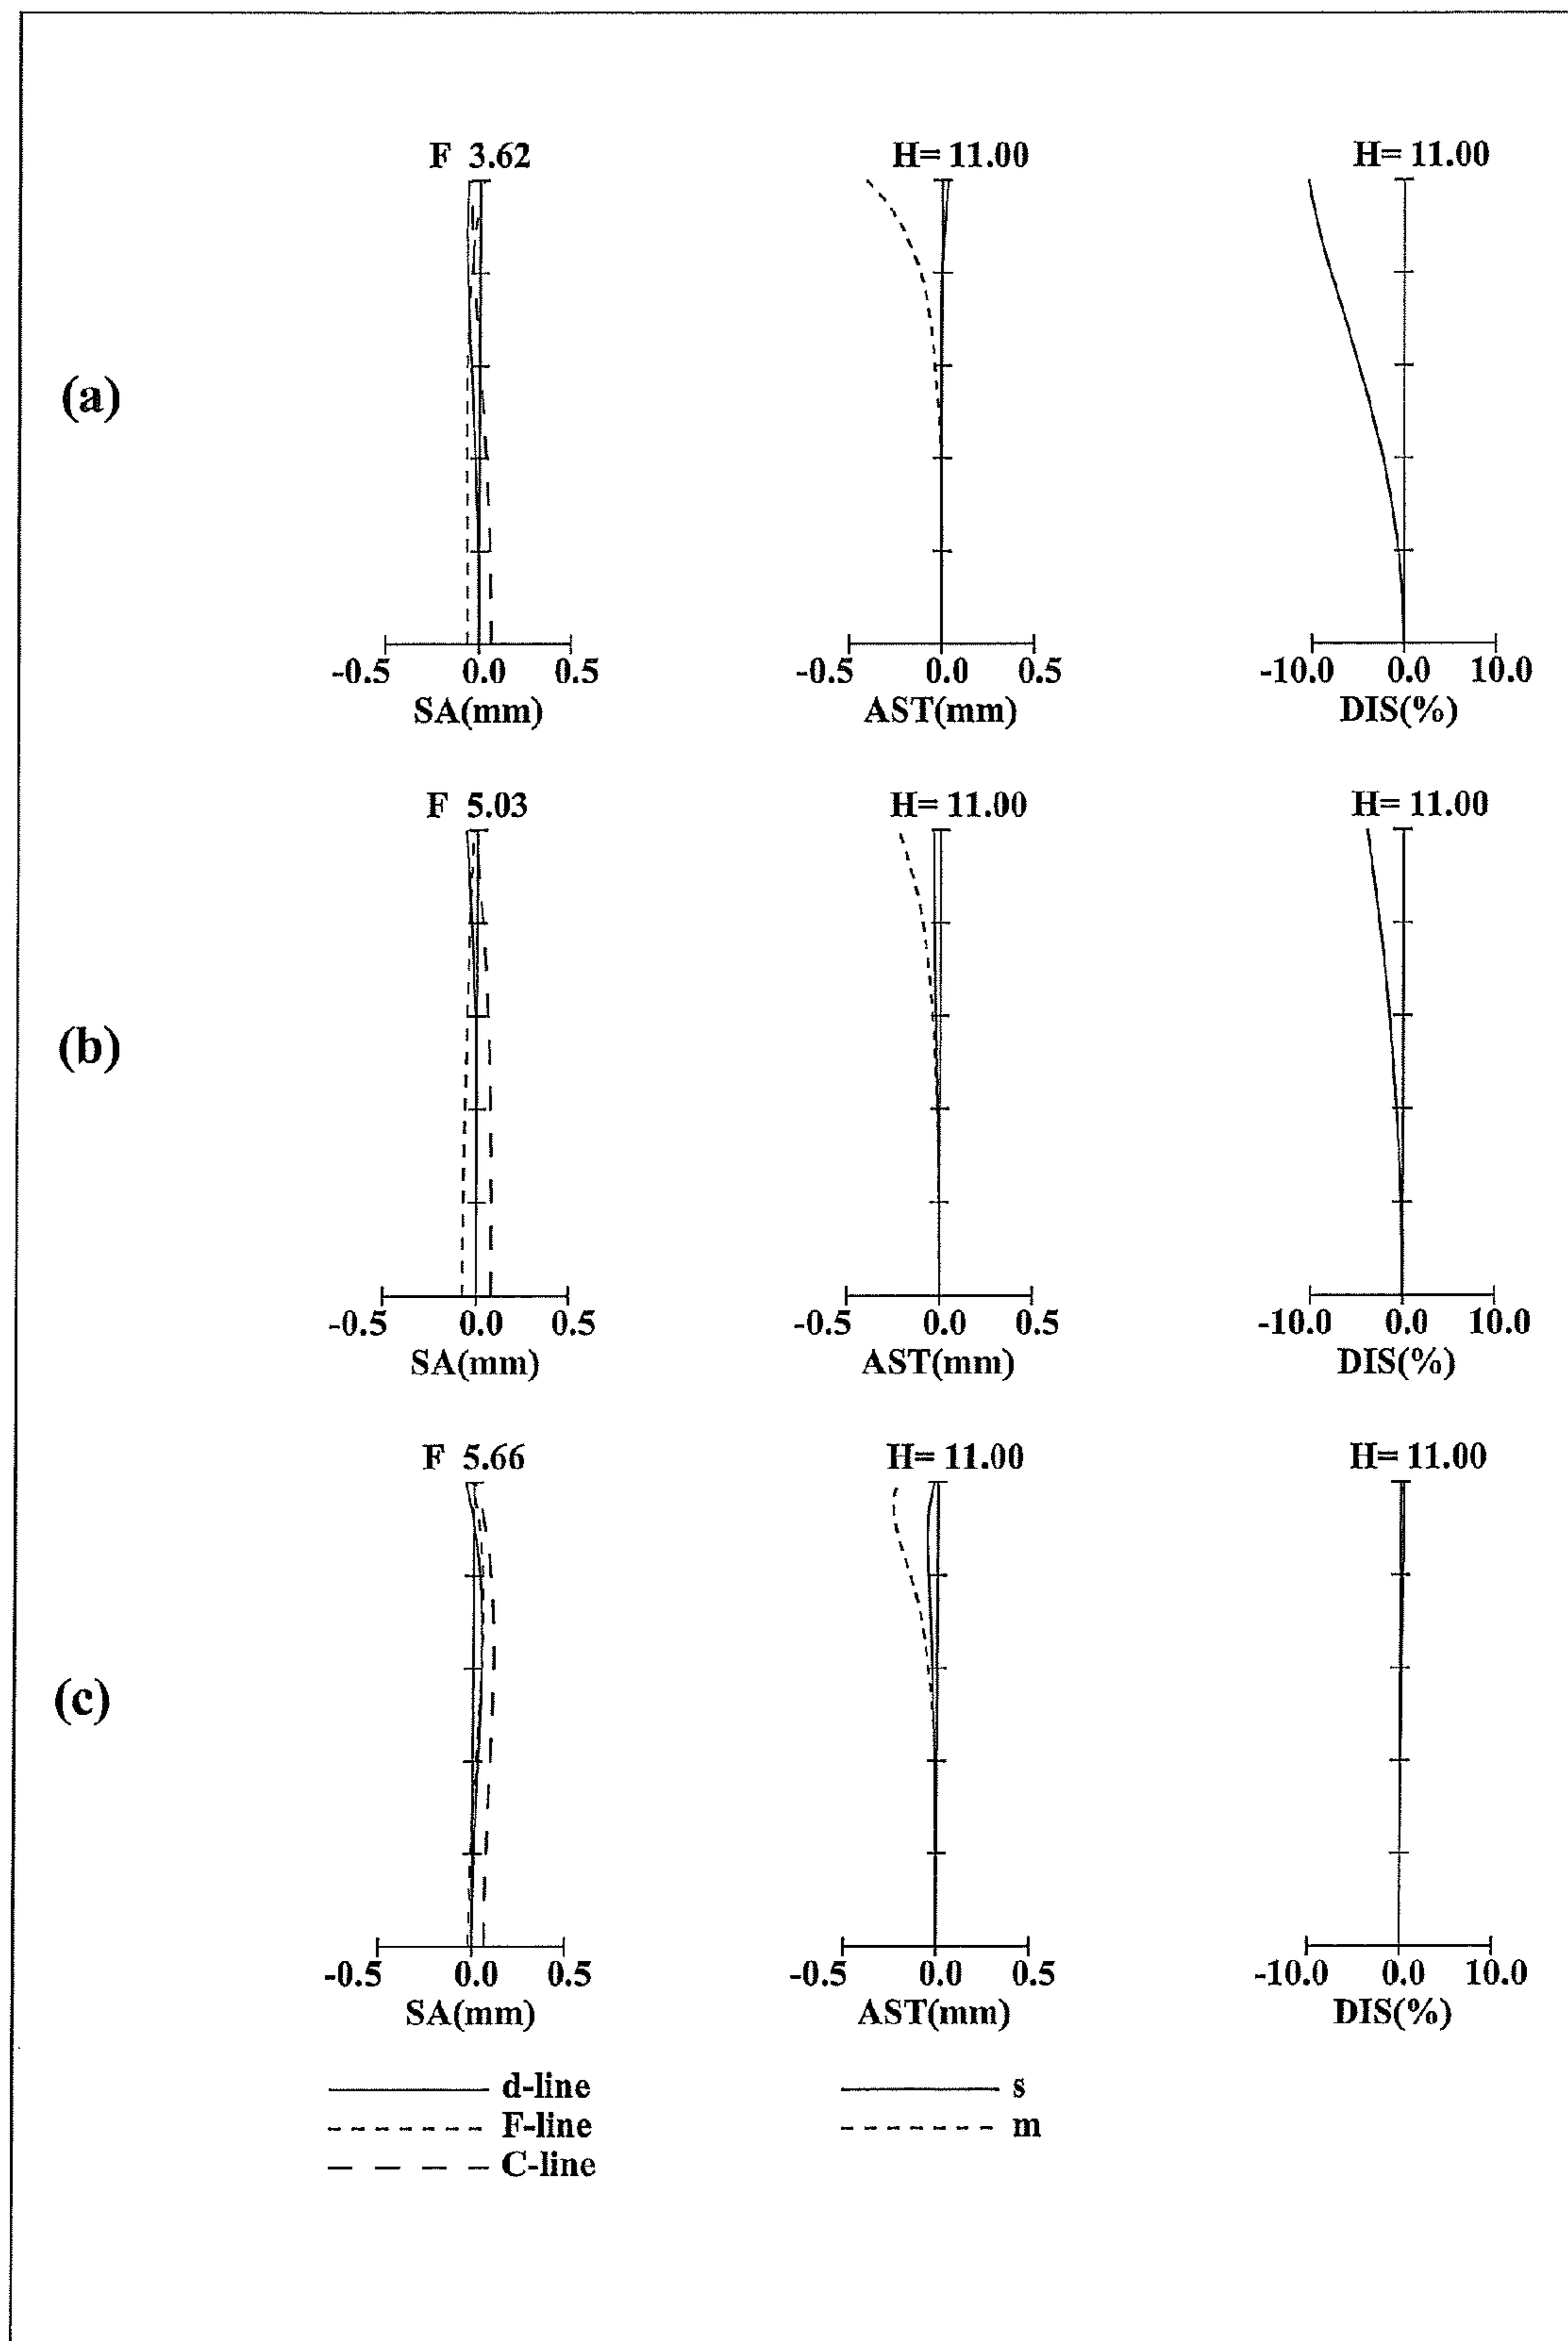 F 3.62 H= 11.00 H= 11.00
(a)
-0.5 0.0 0.5 -0.5 0.0 0.5 -10.0 0.0 10.0
SA(mm) AST(mm) DIS(%)
F 5.03 H= 11.00 H= 11.00
(b)
-0.5 0.0 0.5 -0.5 0.0 0.5 -10.0 0.0 10.0
SA(mm) AST(mm) DIS(%)
F 5.66 H= 11.00 H= 11.00
(c)
-0.5 0.0 0.5 -0.5 0.0 0.5 -10.0 0.0 10.0
SA(mm) AST(mm) DIS(%)
d-line s
F-line m
C-line